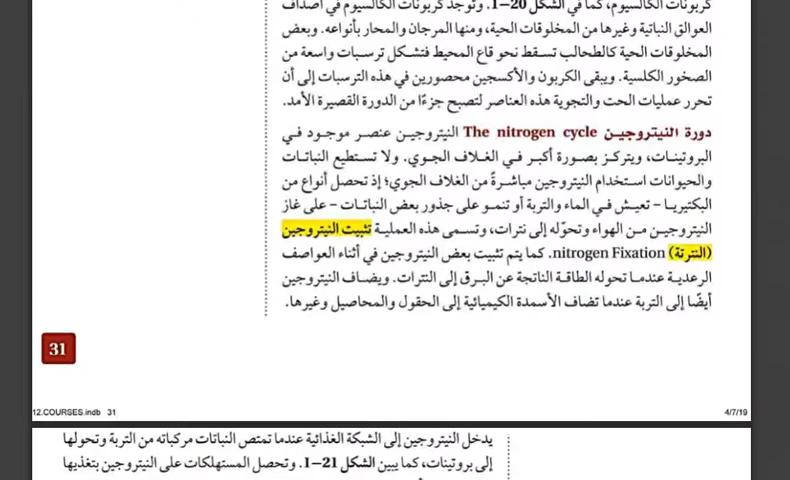 كربونات الكالسيوم، كما في الشكل 20–1. وتوجد كربونات الكالسيوم في أصداف
العوالق النباتية وغيرها من المخلوقات الحية، ومنها المرجان والمحار بأنواعه. وبعض
المخلوقات الحية كالطحالب تسقط نحو قاع المحيط فتشكل ترسبات واسعة من
الصخور الكلسية. ويبقى الكربون والأكسجين محصورين في هذه الترسبات إلى أن
تحرر عمليات الحت والتجوية هذه العناصر لتصبح جزءًا من الدورة القصيرة الأمد.
دورة النيتروجين The nitrogen cycle النيتروجين عنصر موجود في
البروتينات، ويتركز بصورة أكبر في الغلاف الجوي. ولا تستطيع النباتات
والحيوانات استخدام النيتروجين مباشرةً من الغلاف الجوي؛ إذ تحصل أنواع من
البكتيريا – تعيش في الماء والتربة أو تنمو على جذور بعض النباتات – على غاز
النيتروجين من الهواء وتحوّله إلى نترات، وتسمى هذه العملية تثبيت النيتروجين
(النترتة) nitrogen Fixation. كما يتم تثبيت بعض النيتروجين في أثناء العواصف
الرعدية عندما تحوله الطاقة الناتجة عن البرق إلى النترات. ويضاف النيتروجين
أيضًا إلى التربة عندما تضاف الأسمدة الكيميائية إلى الحقول والمحاصيل وغيرها.
31
12.COURSES.indb 31
4/7/19
يدخل النيتروجين إلى الشبكة الغذائية عندما تمتص النباتات مركباته من التربة وتحولها
إلى بروتينات، كما يبين الشكل 21–1. وتحصل المستهلكات على النيتروجين بتغذيها